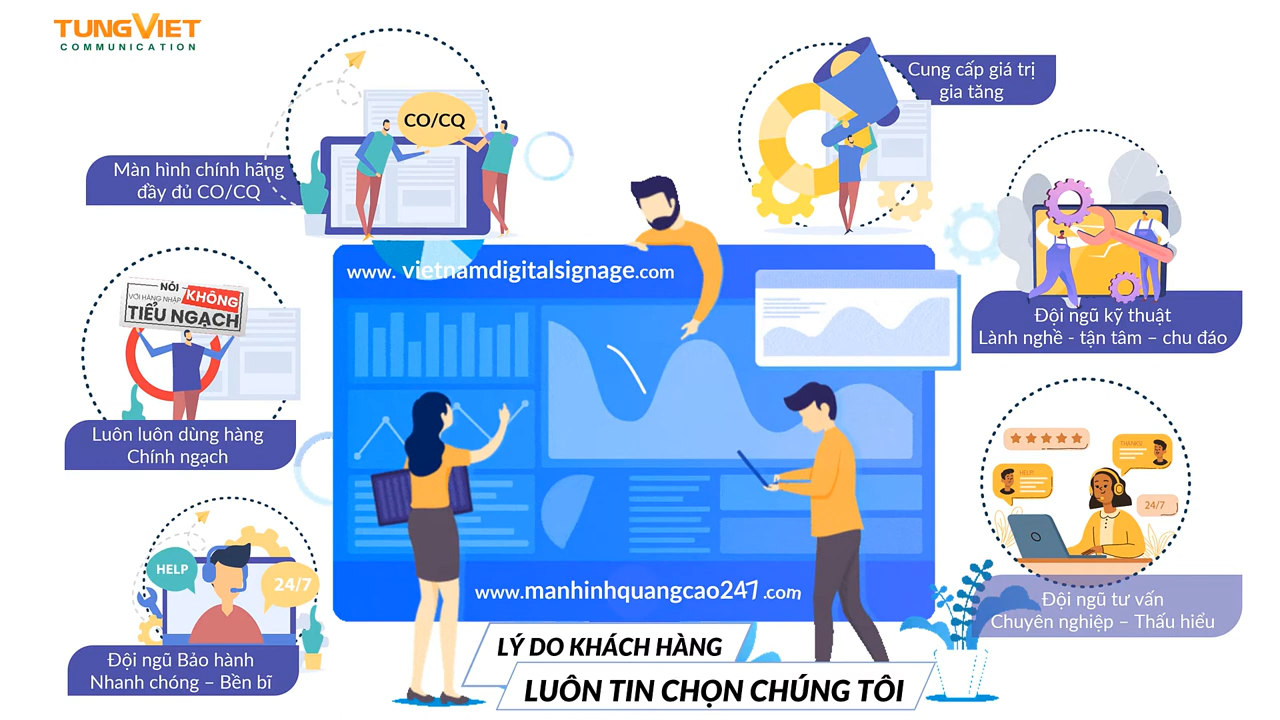 TUNGVIET
COMMUNICATION
CO/CQ
Màn hình chính hãng
đầy đủ CO/CQ
NÓI KHÔNG
VỚI HÀNG NHẬP
TIỂU NGẠCH
Luôn luôn dùng hàng
Chính ngạch
HELP
24/7
Đội ngũ Bảo hành
Nhanh chóng – Bền bĩ
www. vietnamdigitalsignage.com
www.manhinhquangcao247.com
LÝ DO KHÁCH HÀNG
LUÔN TIN CHỌN CHÚNG TÔI
Cung cấp giá trị
gia tăng
Đội ngũ kỹ thuật
Lành nghề - tận tâm – chu đáo
THANKS!
HELP!
24/7
Đội ngũ tư vấn
Chuyên nghiệp – Thấu hiểu